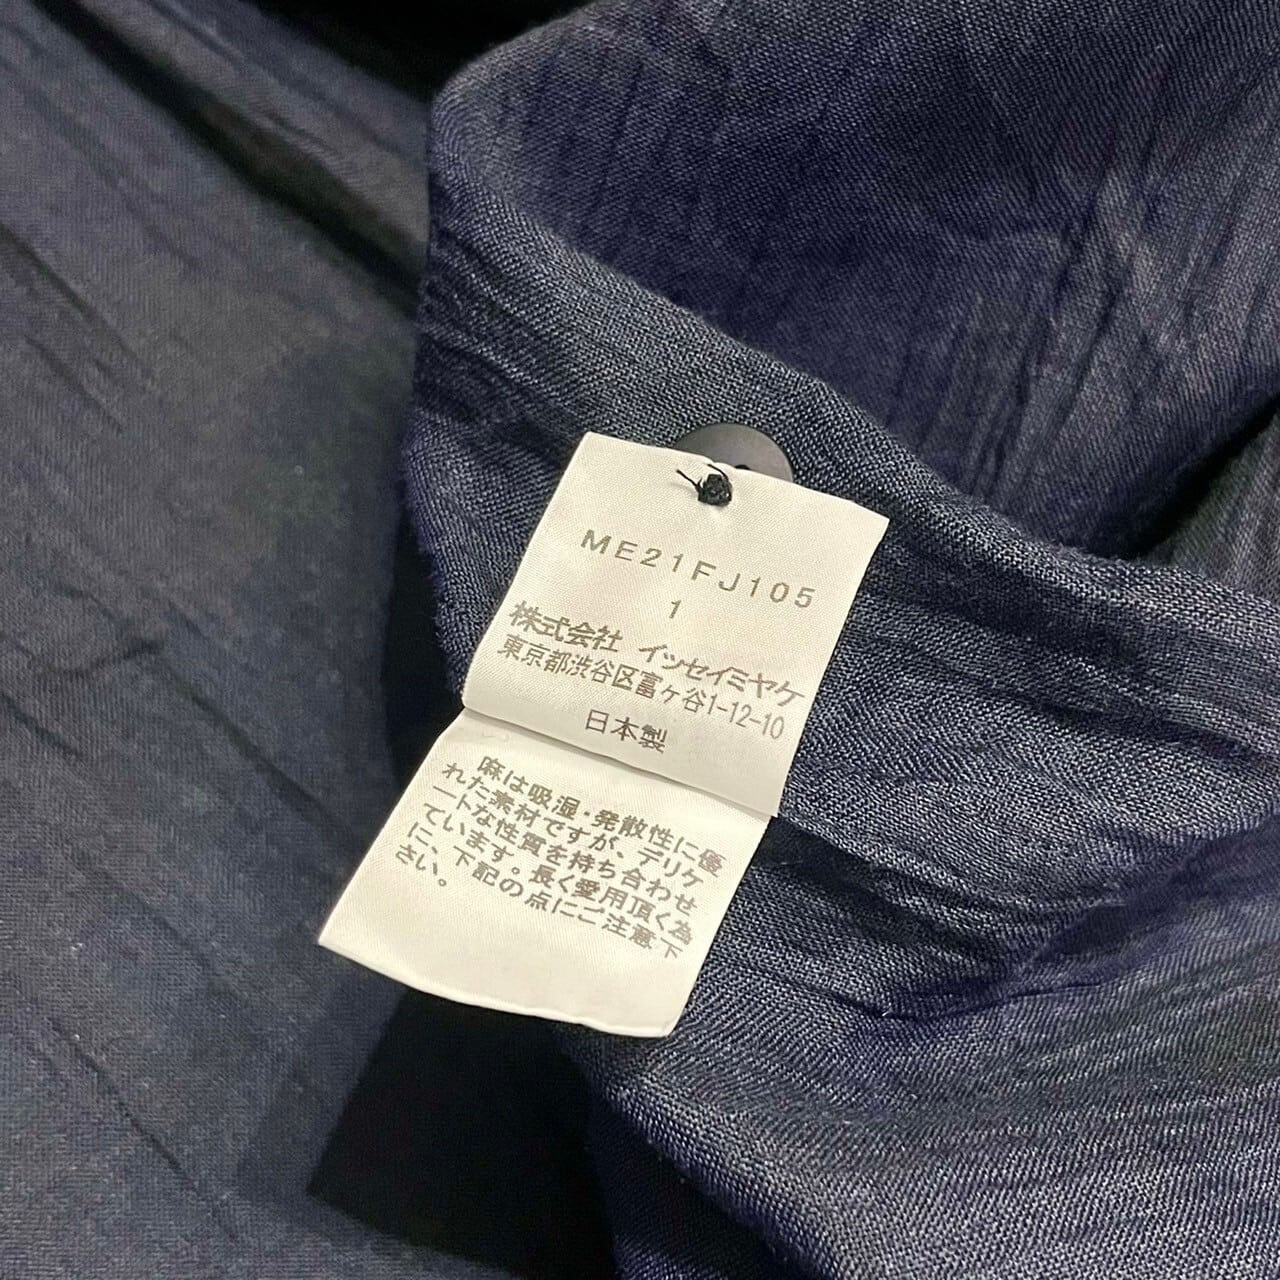 ME21FJ105
1
株式会社 イッセイミヤケ
東京都渋谷区富ヶ谷1-12-10
日本製
麻は吸湿・発散性に優
れた素材ですが、デリケ
ートな性質を持ち合わせ
ています。長く愛用頂く為
に、下記の点にご注意下
さい。